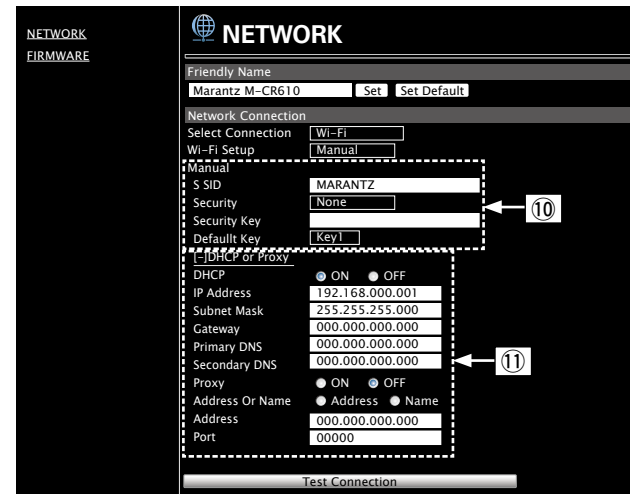 NETWORK
FIRMWARE
NETWORK
Friendly Name
Marantz M-CR610 Set Set Default
Network Connection
Select Connection Wi-Fi
Wi-Fi Setup Manual
Manual
S SID MARANTZ
Security None
Security Key
Defaullt Key Key1
⑩
[-]DHCP or Proxy
DHCP ON OFF
IP Address 192.168.000.001
Subnet Mask 255.255.255.000
Gateway 000.000.000.000
Primary DNS 000.000.000.000
Secondary DNS 000.000.000.000
⑪
Proxy ON OFF
Address Or Name Address Name
Address 000.000.000.000
Port 00000
Test Connection